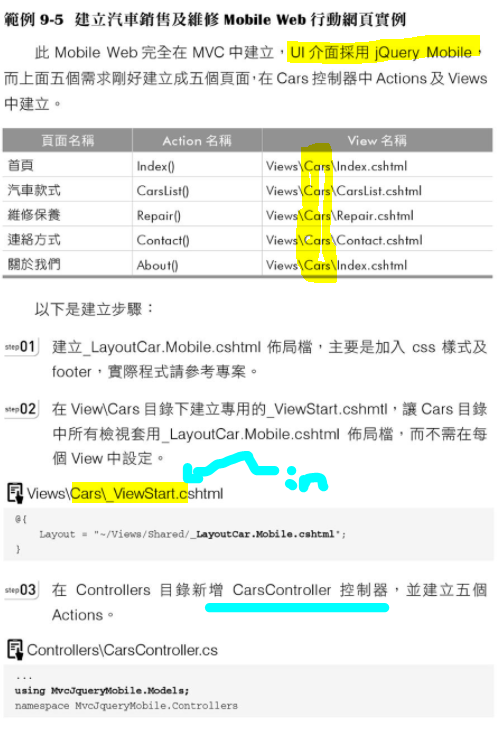 範例 9-5 建立汽車銷售及維修 Mobile Web 行動網頁實例
此 Mobile Web 完全在 MVC 中建立，UI 介面採用 jQuery Mobile，
而上面五個需求剛好建立成五個頁面，在 Cars 控制器中 Actions 及 Views
中建立。
頁面名稱 Action 名稱 View 名稱
首頁 Index() Views\Cars\Index.cshtml
汽車款式 CarsList() Views\Cars\CarsList.cshtml
維修保養 Repair() Views\Cars\Repair.cshtml
連絡方式 Contact() Views\Cars\Contact.cshtml
關於我們 About() Views\Cars\Index.cshtml
以下是建立步驟：
step01 建立_LayoutCar.Mobile.cshtml 佈局檔，主要是加入 css 樣式及
footer，實際程式請參考專案。
step02 在 View\Cars 目錄下建立專用的_ViewStart.cshmtl，讓 Cars 目錄
中所有檢視套用_LayoutCar.Mobile.cshtml 佈局檔，而不需在每
個 View 中設定。
:in
Views\Cars\_ViewStart.cshtml
@{
Layout = "~/Views/Shared/_LayoutCar.Mobile.cshtml";
}
step03 在 Controllers 目錄新增 CarsController 控制器，並建立五個
Actions。
Controllers\CarsController.cs
...
using MvcJqueryMobile.Models;
namespace MvcJqueryMobile.Controllers